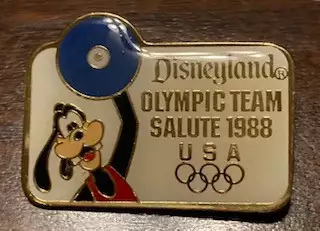 Disneyland®
OLYMPIC TEAM
SALUTE 1988
USA